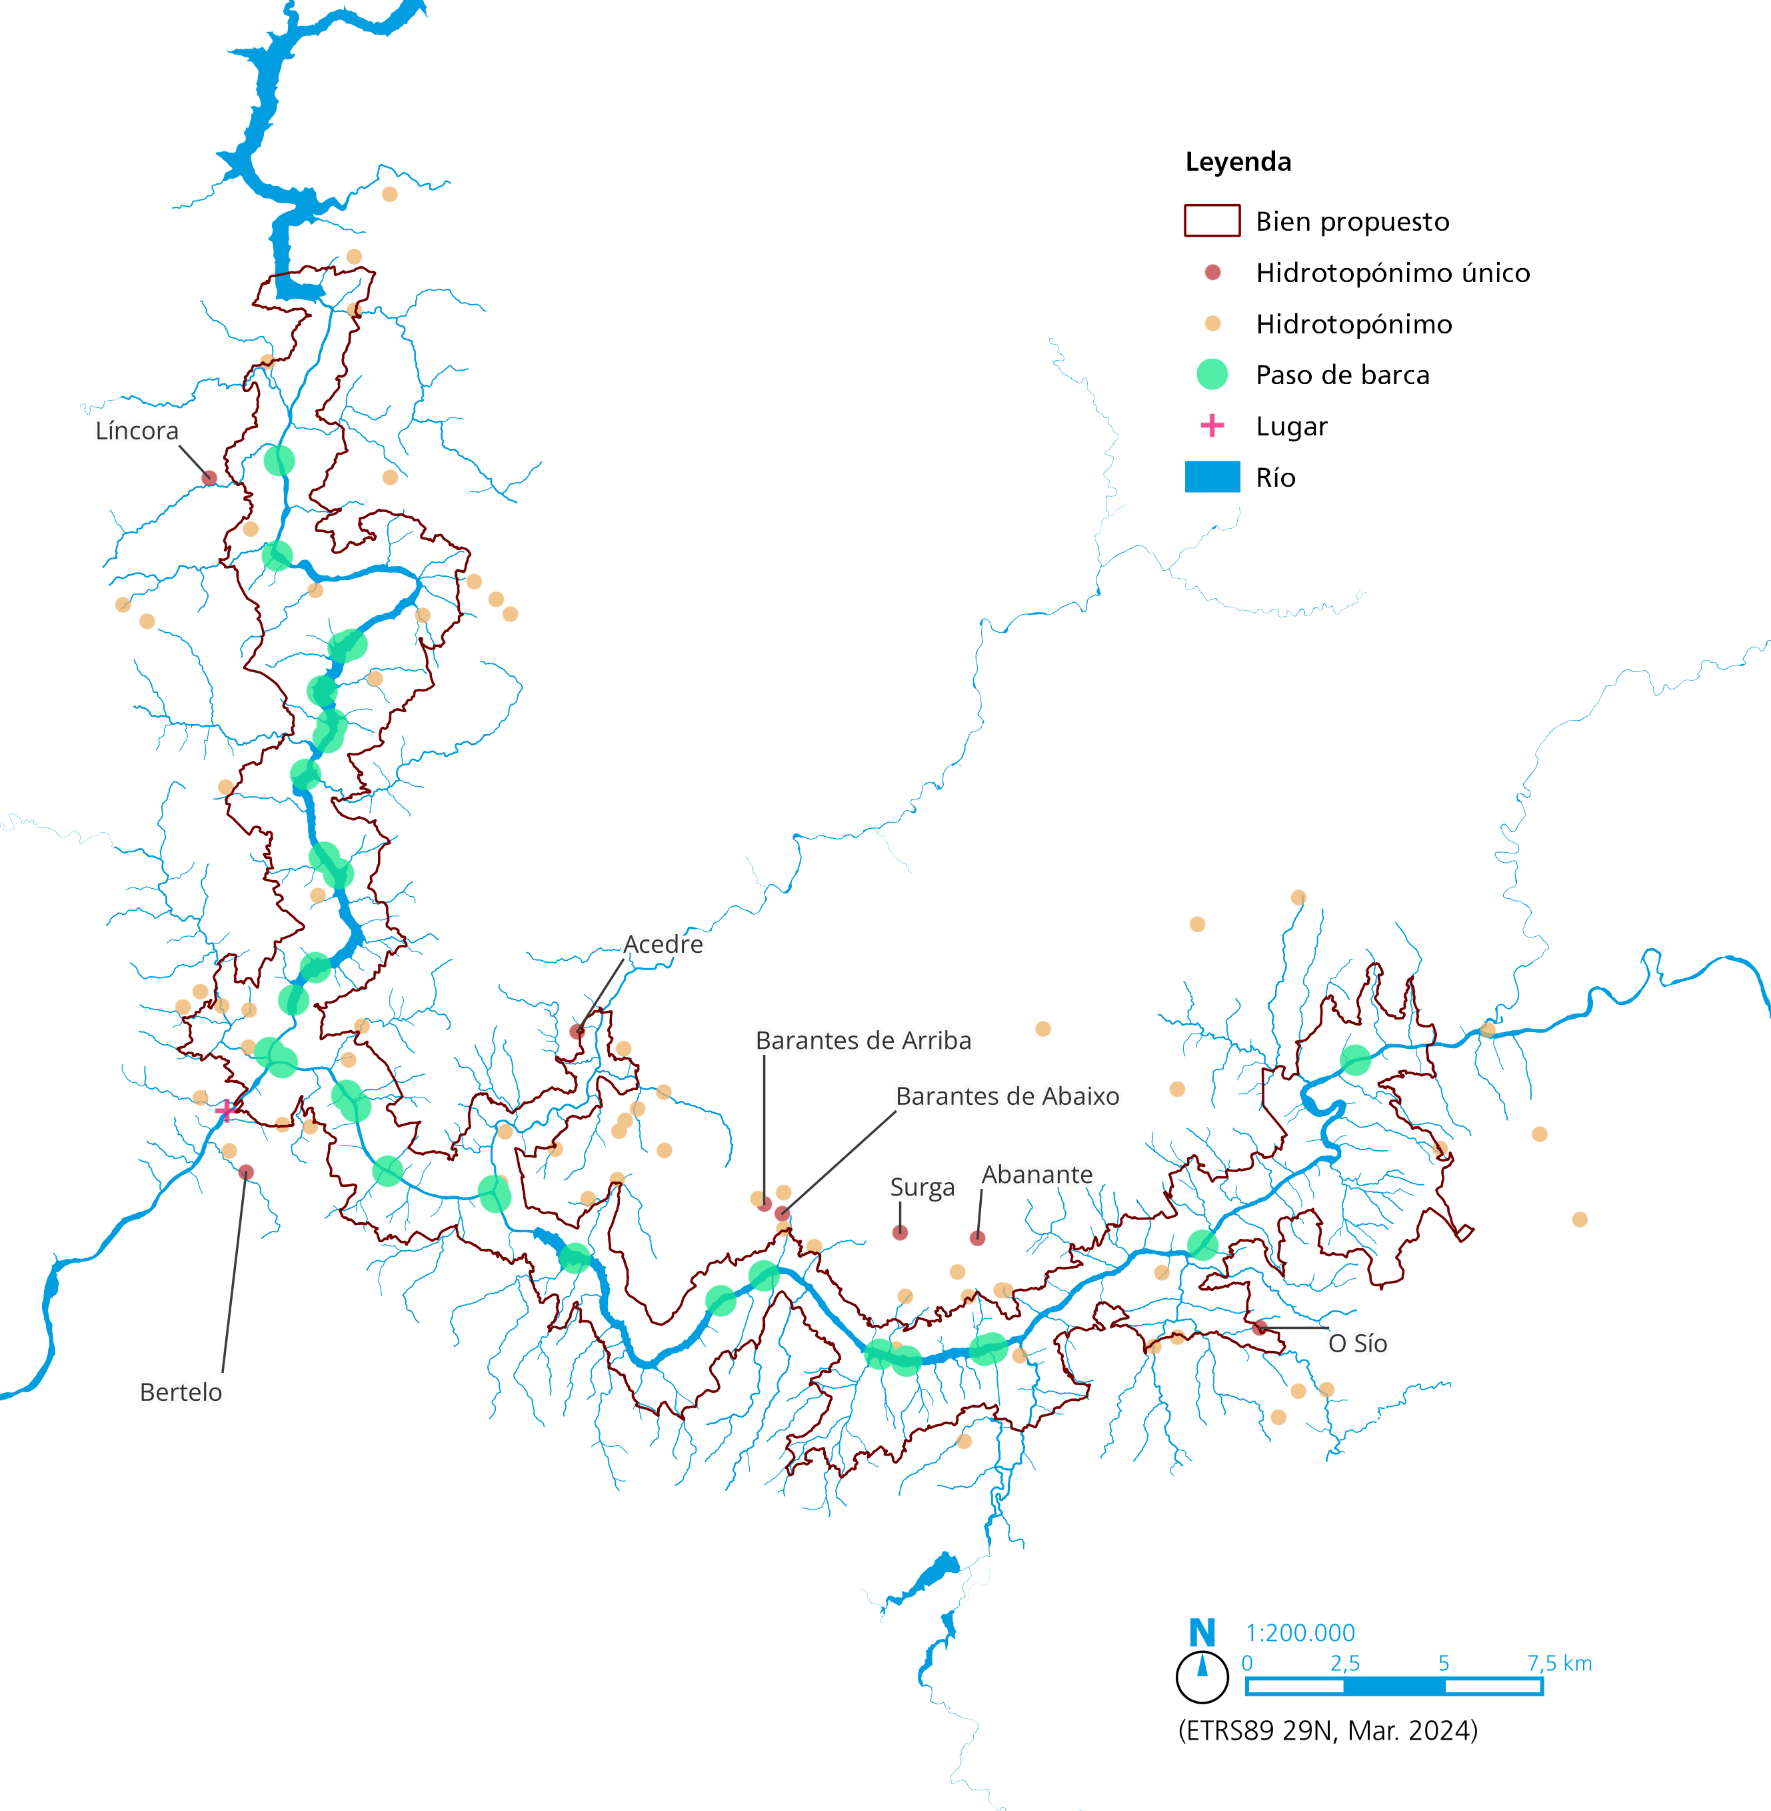 Leyenda
Bien propuesto
Hidrotopónimo único
Hidrotopónimo
Paso de barca
Lugar
Río
Líncora
Acedre
Barantes de Arriba
Barantes de Abaixo
Surga
Abanante
O Sío
Bertelo
N
1:200.000
0 2,5 5 7,5 km
(ETRS89 29N, Mar. 2024)